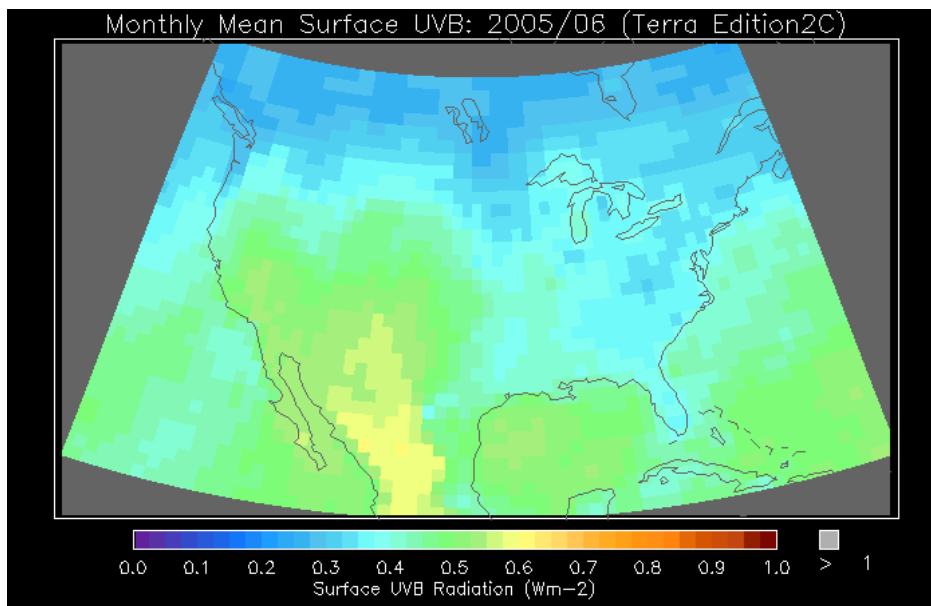 Monthly Mean Surface UVB: 2005/06 (Terra Edition2C)
0.0 0.1 0.2 0.3 0.4 0.5 0.6 0.7 0.8 0.9 1.0 > 1
Surface UVB Radiation (Wm-2)